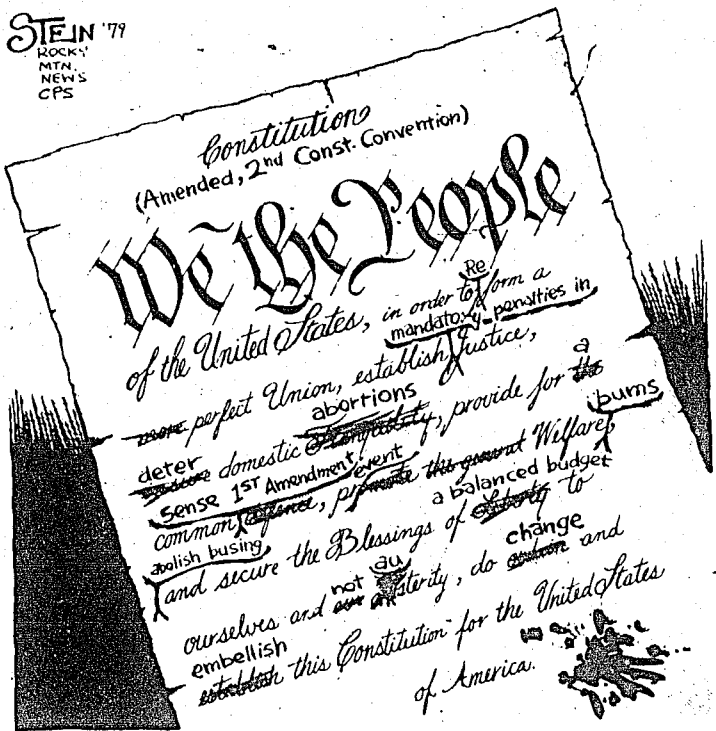 STEIN '79
ROCKY
MTN.
NEWS
CPS
Constitution
(Amended, 2nd Const. Convention)
We the People
Re
of the United States, in order to form a
mandatory penalties in
more perfect Union, establish Justice,
abortions a
deter bums
domestic, provide for the
sense 1ST Amendment, event
common, promote the general Welfare,
abolish busing a balanced budget
and secure the Blessings of Liberty to
not au change
ourselves and our sterity, do ordain and
embellish
establish this Constitution for the United States
of America.